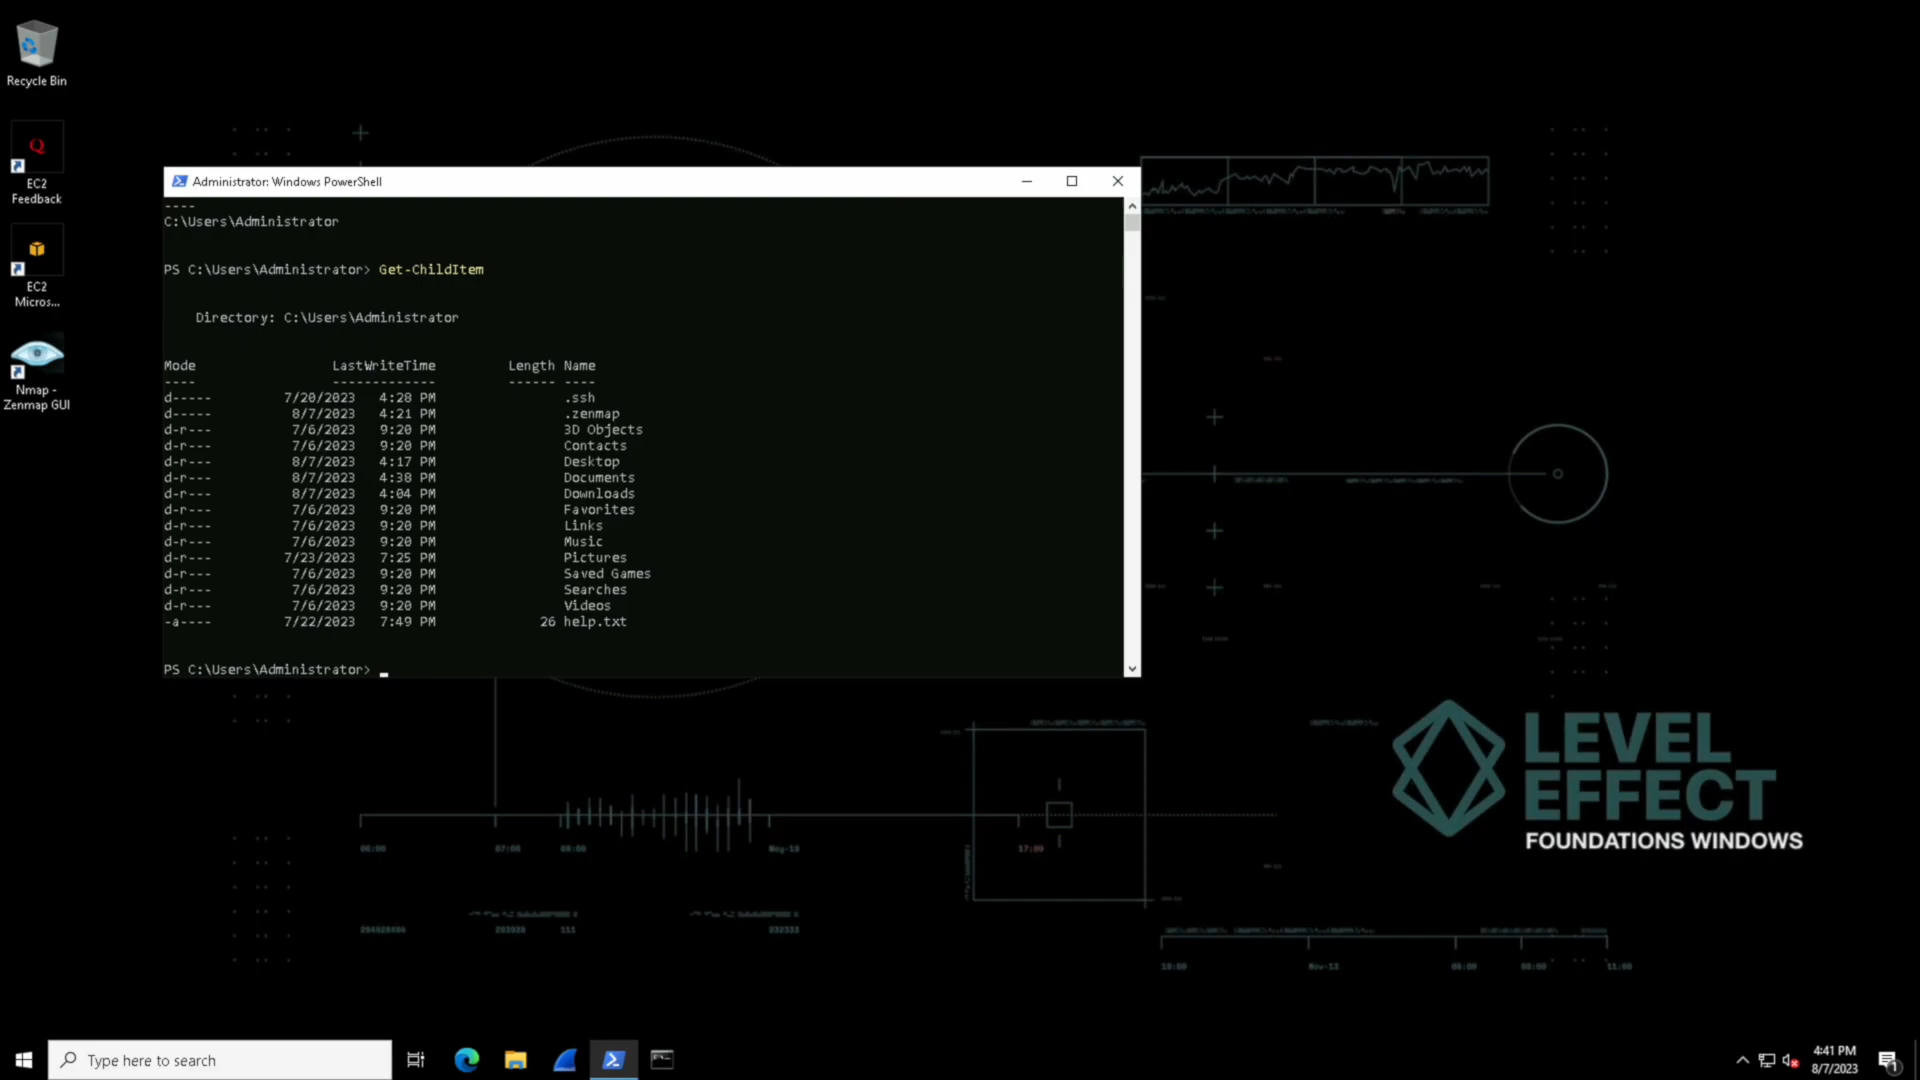 Recycle Bin
EC2
Feedback
EC2
Micros...
Nmap -
Zenmap GUI
Administrator: Windows PowerShell
----
C:\Users\Administrator
PS C:\Users\Administrator> Get-ChildItem
Directory: C:\Users\Administrator
Mode LastWriteTime Length Name
---- ------------- ------ ----
d----- 7/20/2023 4:28 PM .ssh
d----- 8/7/2023 4:21 PM .zenmap
d-r--- 7/6/2023 9:20 PM 3D Objects
d-r--- 7/6/2023 9:20 PM Contacts
d-r--- 8/7/2023 4:17 PM Desktop
d-r--- 8/7/2023 4:38 PM Documents
d-r--- 8/7/2023 4:04 PM Downloads
d-r--- 7/6/2023 9:20 PM Favorites
d-r--- 7/6/2023 9:20 PM Links
d-r--- 7/6/2023 9:20 PM Music
d-r--- 7/23/2023 7:25 PM Pictures
d-r--- 7/6/2023 9:20 PM Saved Games
d-r--- 7/6/2023 9:20 PM Searches
d-r--- 7/6/2023 9:20 PM Videos
-a---- 7/22/2023 7:49 PM 26 help.txt
PS C:\Users\Administrator>
LEVEL
EFFECT
FOUNDATIONS WINDOWS
07:00
17:00
111
Type here to search
4:41 PM
8/7/2023
1